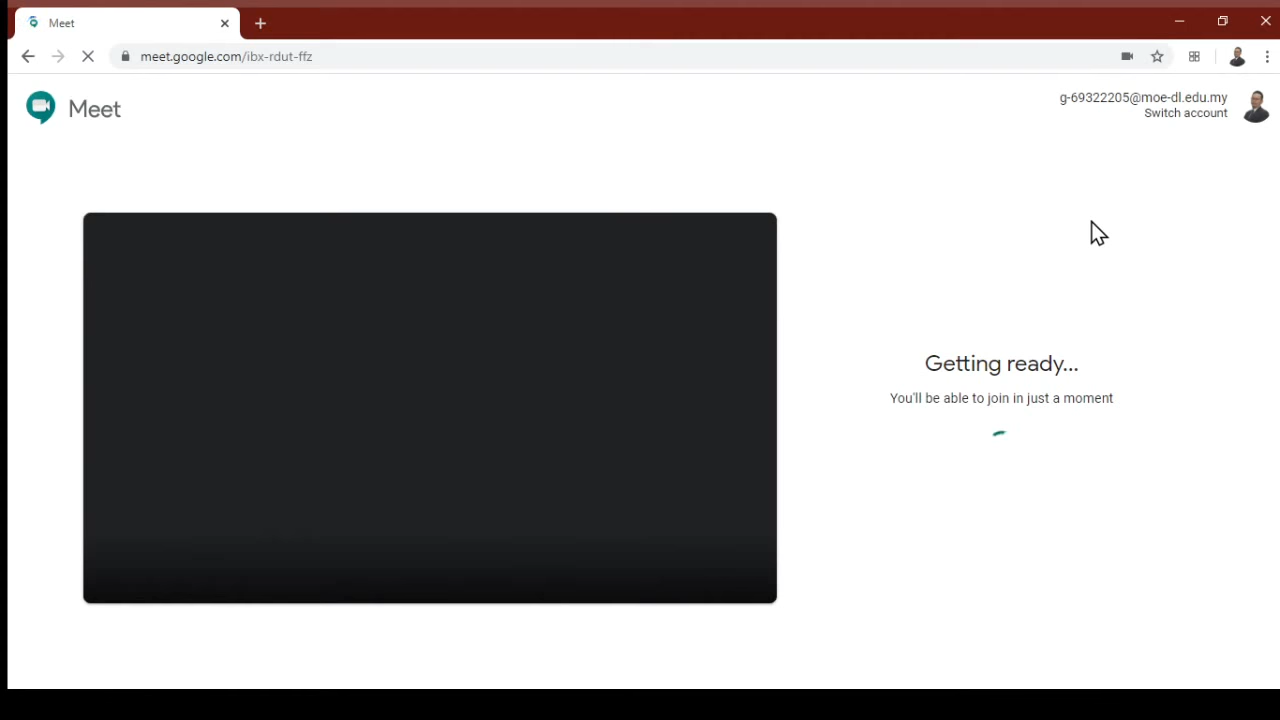 Meet
meet.google.com/ibx-rdut-ffz
Meet
g-69322205@moe-dl.edu.my
Switch account
Getting ready...
You'll be able to join in just a moment